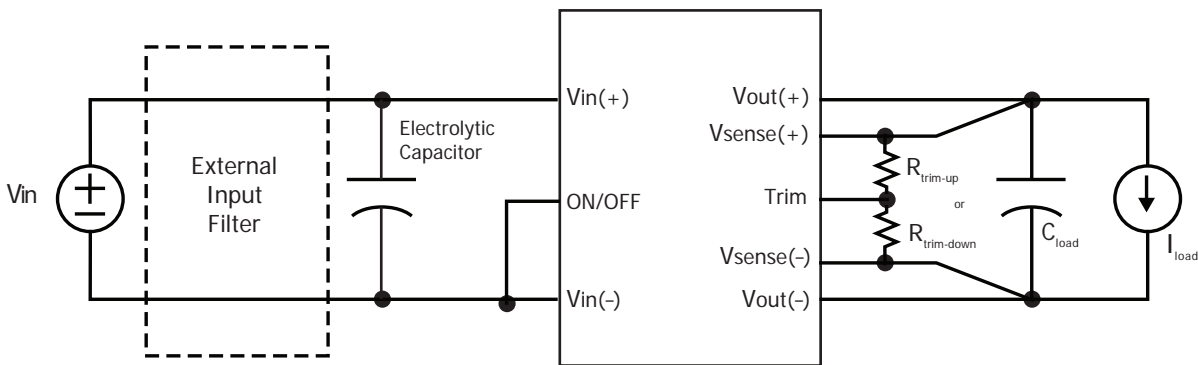 Vin
External
Input
Filter
Electrolytic
Capacitor
Vin(+)
ON/OFF
Vin(–)
Vout(+)
Vsense(+)
Trim
Vsense(–)
Vout(–)
Rtrim-up
or
Rtrim-down
Cload
Iload